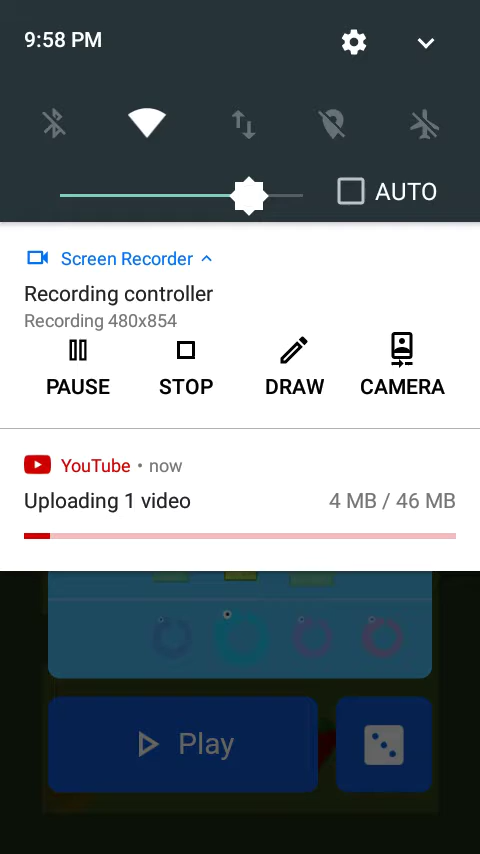 9:58 PM
AUTO
Screen Recorder
Recording controller
Recording 480x854
PAUSE STOP DRAW CAMERA
YouTube • now
Uploading 1 video 4 MB / 46 MB
Play